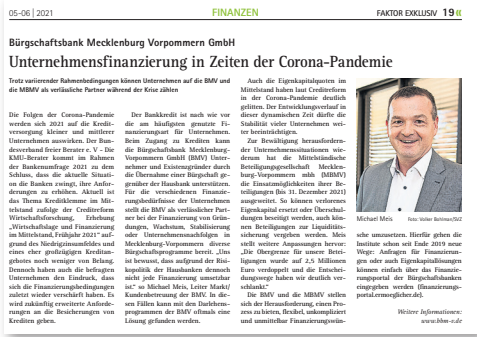 05-06 | 2021
FINANZEN
FAKTOR EXKLUSIV 19
Bürgschaftsbank Mecklenburg Vorpommern GmbH
Unternehmensfinanzierung in Zeiten der Corona-Pandemie
Trotz variierender Rahmenbedingungen können Unternehmen auf die BMV und
die MBMV als verlässliche Partner während der Krise zählen
Die Folgen der Corona-Pandemie
werden sich 2021 auf die Kredit-
versorgung kleiner und mittlerer
Unternehmen auswirken. Der Bun-
desverband freier Berater e. V – Die
KMU-Berater kommt im Rahmen
der Bankenumfrage 2021 zu dem
Schluss, dass die aktuelle Situati-
on die Banken zwingt, ihre Anfor-
derungen zu erhöhen. Aktuell ist
das Thema Kreditklemme im Mit-
telstand zufolge der Creditreform
Wirtschaftsforschung, Erhebung
„Wirtschaftslage und Finanzierung
im Mittelstand, Frühjahr 2021" auf-
grund des Niedrigzinsumfeldes und
eines eher großzügigen Kreditan-
gebotes noch weniger von Belang.
Dennoch haben auch die befragten
Unternehmen den Eindruck, dass
sich die Finanzierungsbedingungen
zuletzt wieder verschärft haben. Es
wird zukünftig erweiterte Anforde-
rungen an die Besicherungen von
Krediten geben.
Der Bankkredit ist nach wie vor
die am häufigsten genutzte Fi-
nanzierungsart für Unternehmen.
Beim Zugang zu Krediten kann
die Bürgschaftsbank Mecklenburg-
Vorpommern GmbH (BMV) Unter-
nehmer und Existenzgründer durch
die Übernahme einer Bürgschaft ge-
genüber der Hausbank unterstützen.
Für die verschiedenen Finanzie-
rungsbedürfnisse der Unternehmen
stellt die BMV als verlässlicher Part-
ner bei der Finanzierung von Grün-
dungen, Wachstum, Stabilisierung
oder Unternehmensnachfolgen in
Mecklenburg-Vorpommern diverse
Bürgschaftsprogramme bereit. „Uns
ist bewusst, dass aufgrund der Risi-
kopolitik der Hausbanken dennoch
nicht jede Finanzierung umsetzbar
ist." so Michael Meis, Leiter Markt/
Kundenbetreuung der BMV. In die-
sen Fällen kann mit den Darlehens-
programmen der BMV oftmals eine
Lösung gefunden werden.
Auch die Eigenkapitalquoten im
Mittelstand haben laut Creditreform
in der Corona-Pandemie deutlich
gelitten. Der Entwicklungsverlauf in
dieser dynamischen Zeit dürfte die
Stabilität vieler Unternehmen wei-
ter beeinträchtigen.
Zur Bewältigung herausfordern-
der Unternehmenssituationen wie-
derum hat die Mittelständische
Beteiligungsgesellschaft Mecklen-
burg-Vorpommern mbH (MBMV)
die Einsatzmöglichkeiten ihrer Be-
teiligungen (bis 31. Dezember 2021)
ausgeweitet. So können verlorenes
Eigenkapital ersetzt oder Überschul-
dungen beseitigt werden, auch kön-
nen Beteiligungen zur Liquiditäts-
sicherung vergeben werden. Meis
stellt weitere Anpassungen hervor:
„Die Obergrenze für unsere Betei-
ligungen wurde auf 2,5 Millionen
Euro verdoppelt und die Entschei-
dungswege haben wir deutlich ver-
schlankt."
Die BMV und die MBMV stellen
sich der Herausforderung, einen Pro-
zess zu bieten, flexibel, unkompliziert
und unmittelbar Finanzierungswün-
Michael Meis
Foto: Volker Bohlmann/SVZ
sche umzusetzen. Hierfür gehen die
Institute schon seit Ende 2019 neue
Wege: Anfragen für Finanzierun-
gen oder auch Eigenkapitallösungen
können einfach über das Finanzie-
rungsportal der Bürgschaftsbanken
eingegeben werden (finanzierungs-
portal.ermoeglicher.de).
Weitere Informationen:
www.bbm-v.de